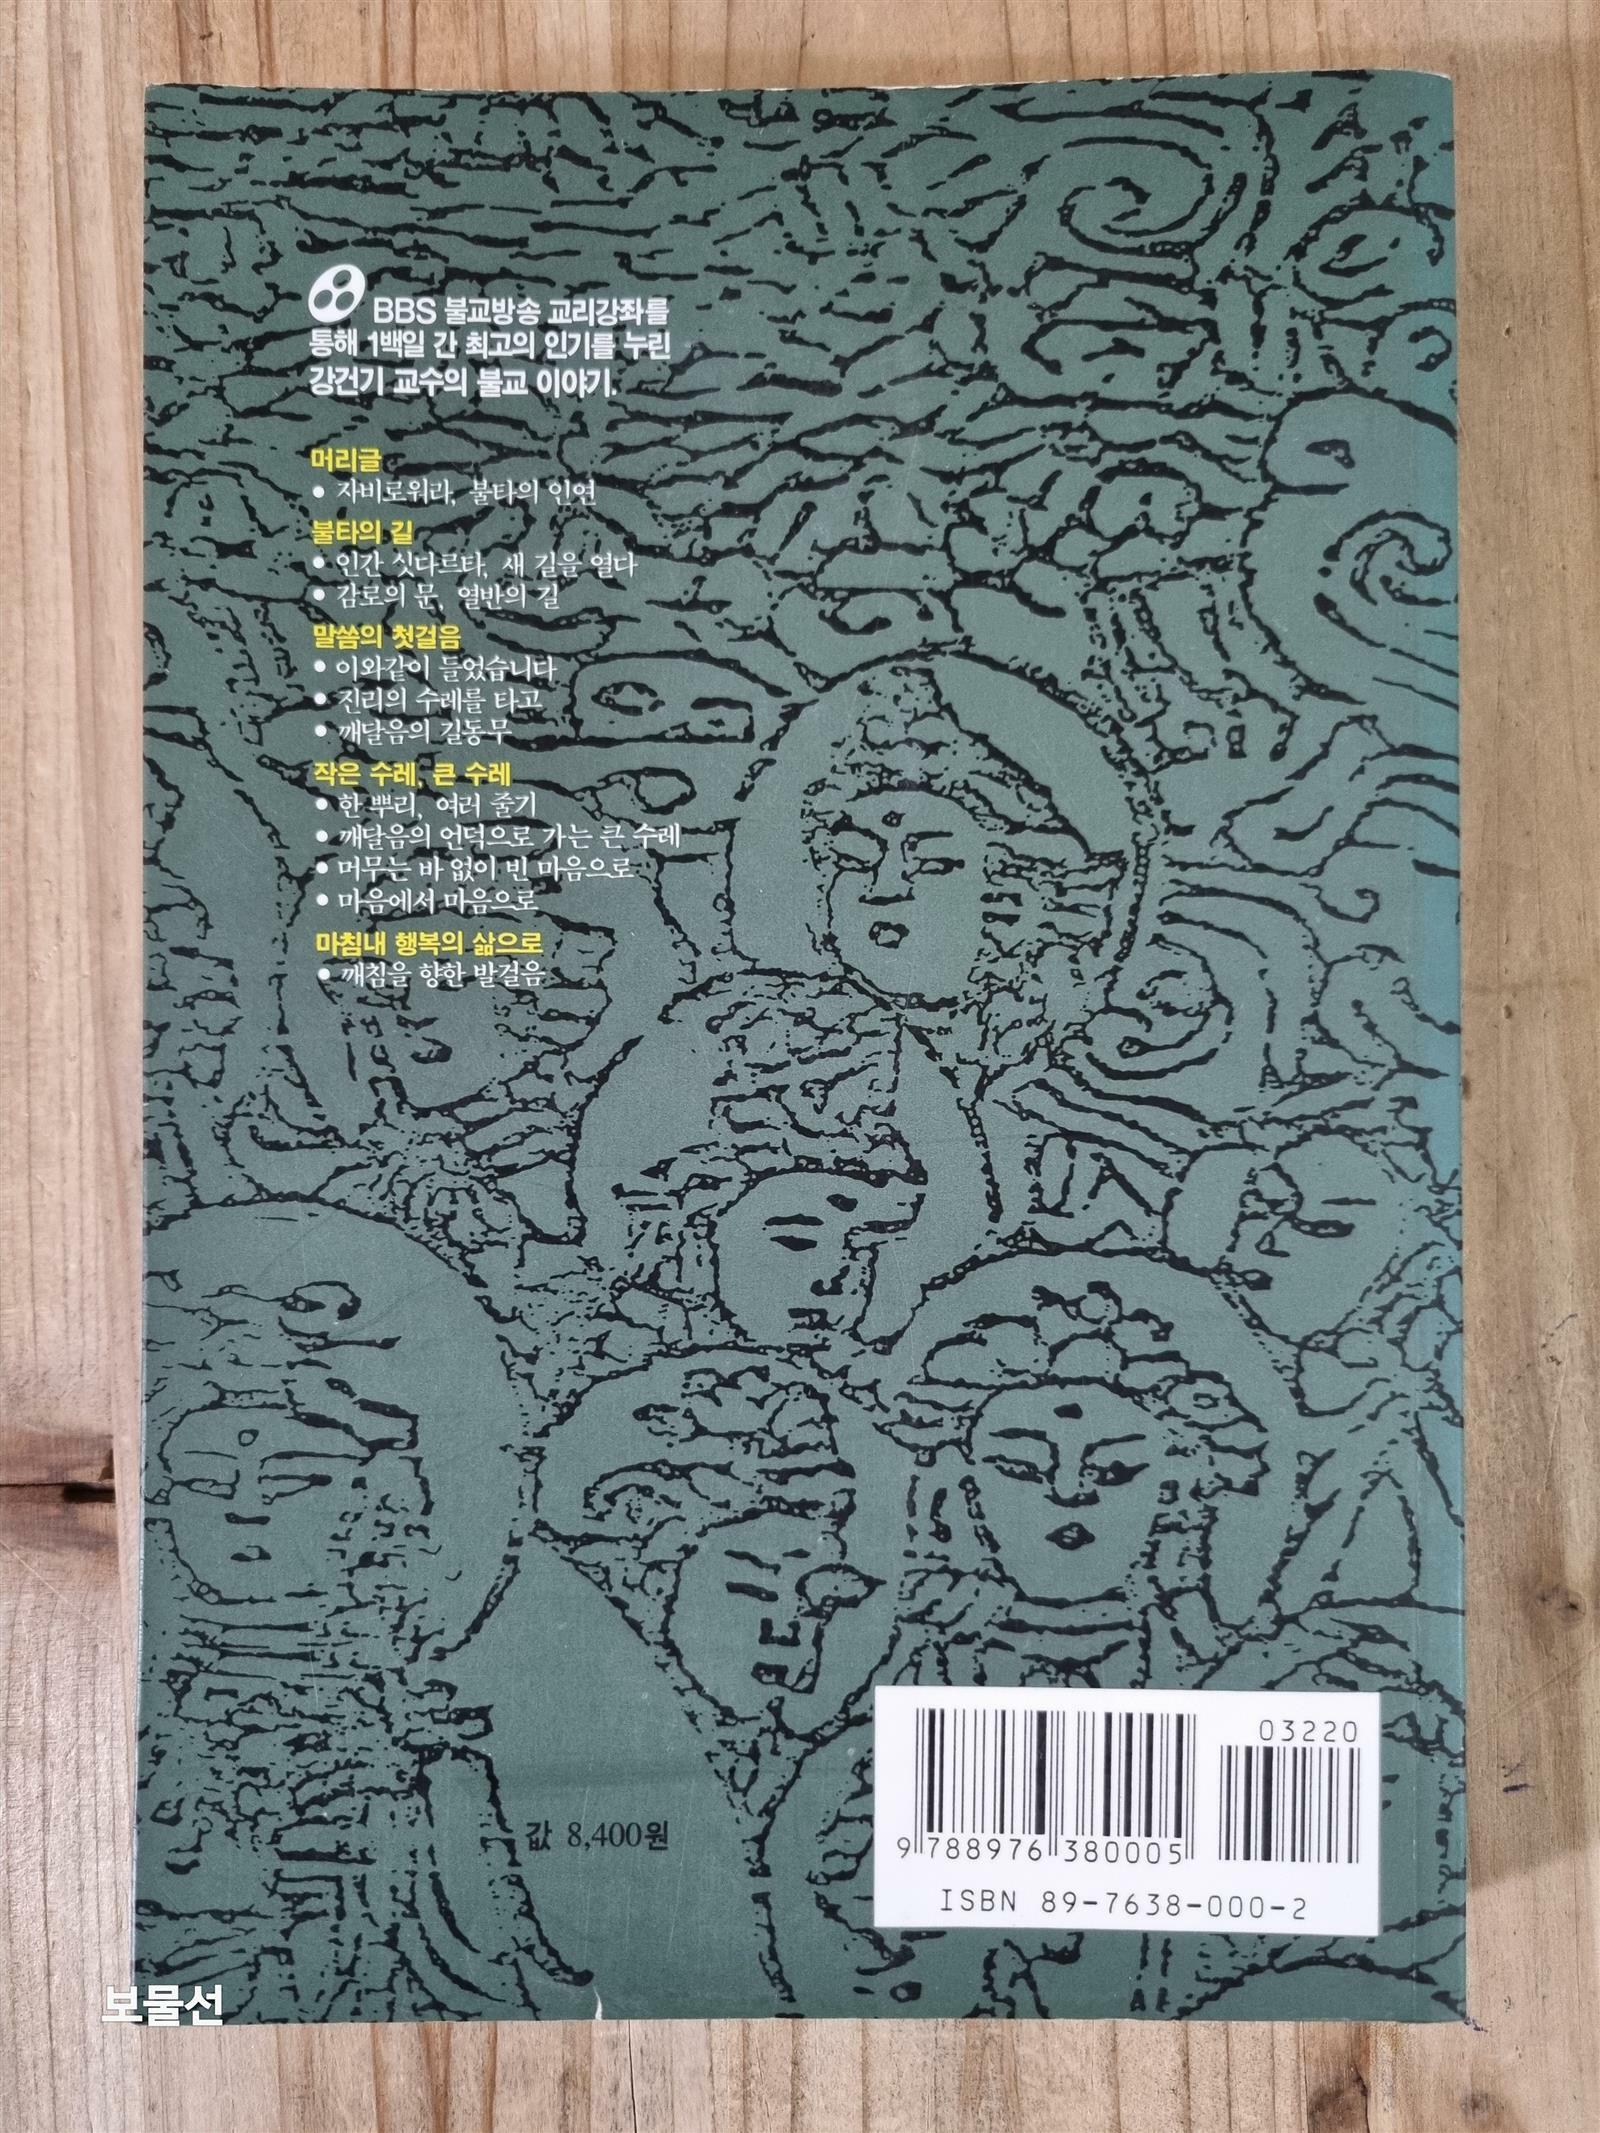 BBS 불교방송 교리강좌를
통해 1백일 간 최고의 인기를 누린
강건기 교수의 불교 이야기.
머리글
• 자비로워라, 불타의 인연
불타의 길
• 인간 싯다르타, 새 길을 열다
• 감로의 문, 열반의 길
말씀의 첫걸음
• 이와같이 들었습니다
• 진리의 수레를 타고
• 깨달음의 길동무
작은 수레, 큰 수레
• 한 뿌리, 여러 줄기
• 깨달음의 언덕으로 가는 큰 수레
• 머무는 바 없이 빈 마음으로
• 마음에서 마음으로
마침내 행복의 삶으로
• 깨침을 향한 발걸음
03220
9 788976 380005
값 8,400원
ISBN 89-7638-000-2
보물선